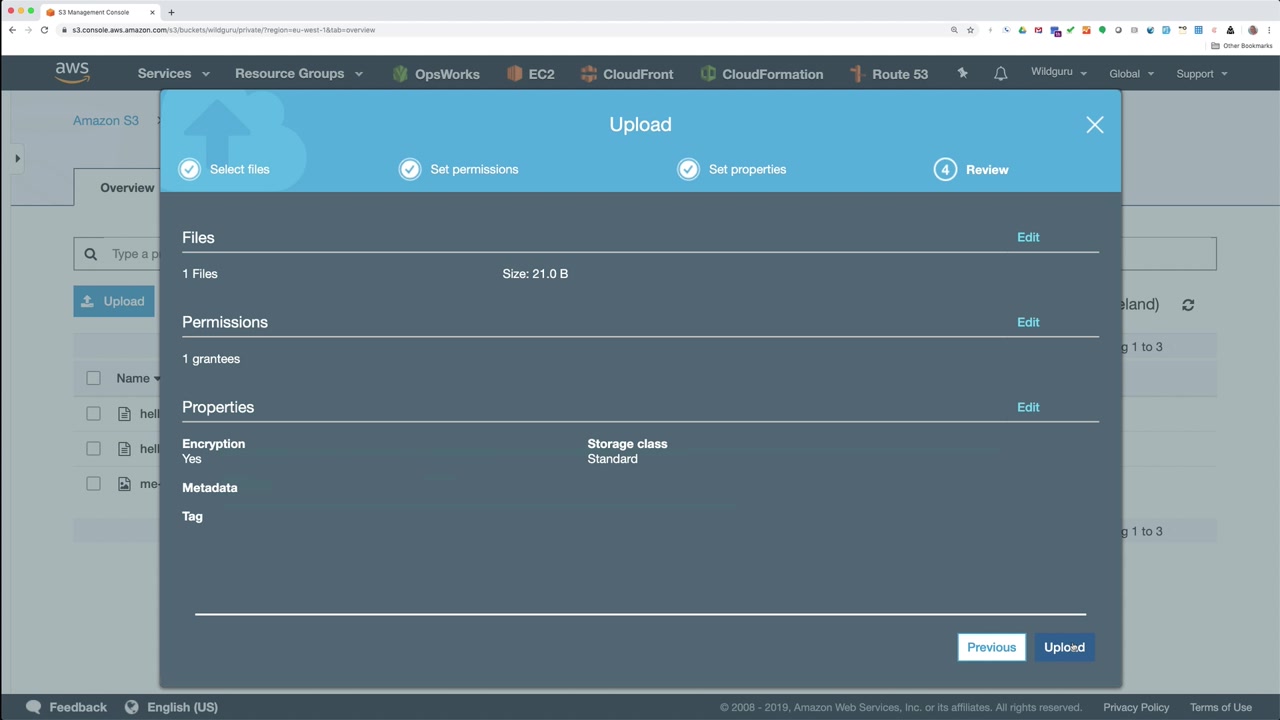 S3 Management Console
s3.console.aws.amazon.com/s3/buckets/wildguru/private/?region=eu-west-1&tab=overview
Other Bookmarks
aws Services Resource Groups OpsWorks EC2 CloudFront CloudFormation Route 53 Wildguru Global Support
Amazon S3
Upload
Select files Set permissions Set properties 4 Review
Overview
Files Edit
Type a p
1 Files Size: 21.0 B
Upload
eland)
Permissions Edit
g 1 to 3
1 grantees
Name
Properties Edit
hell
Encryption Storage class
hell
Yes Standard
me-
Metadata
Tag
g 1 to 3
Previous Upload
Feedback English (US) © 2008 - 2019, Amazon Web Services, Inc. or its affiliates. All rights reserved. Privacy Policy Terms of Use